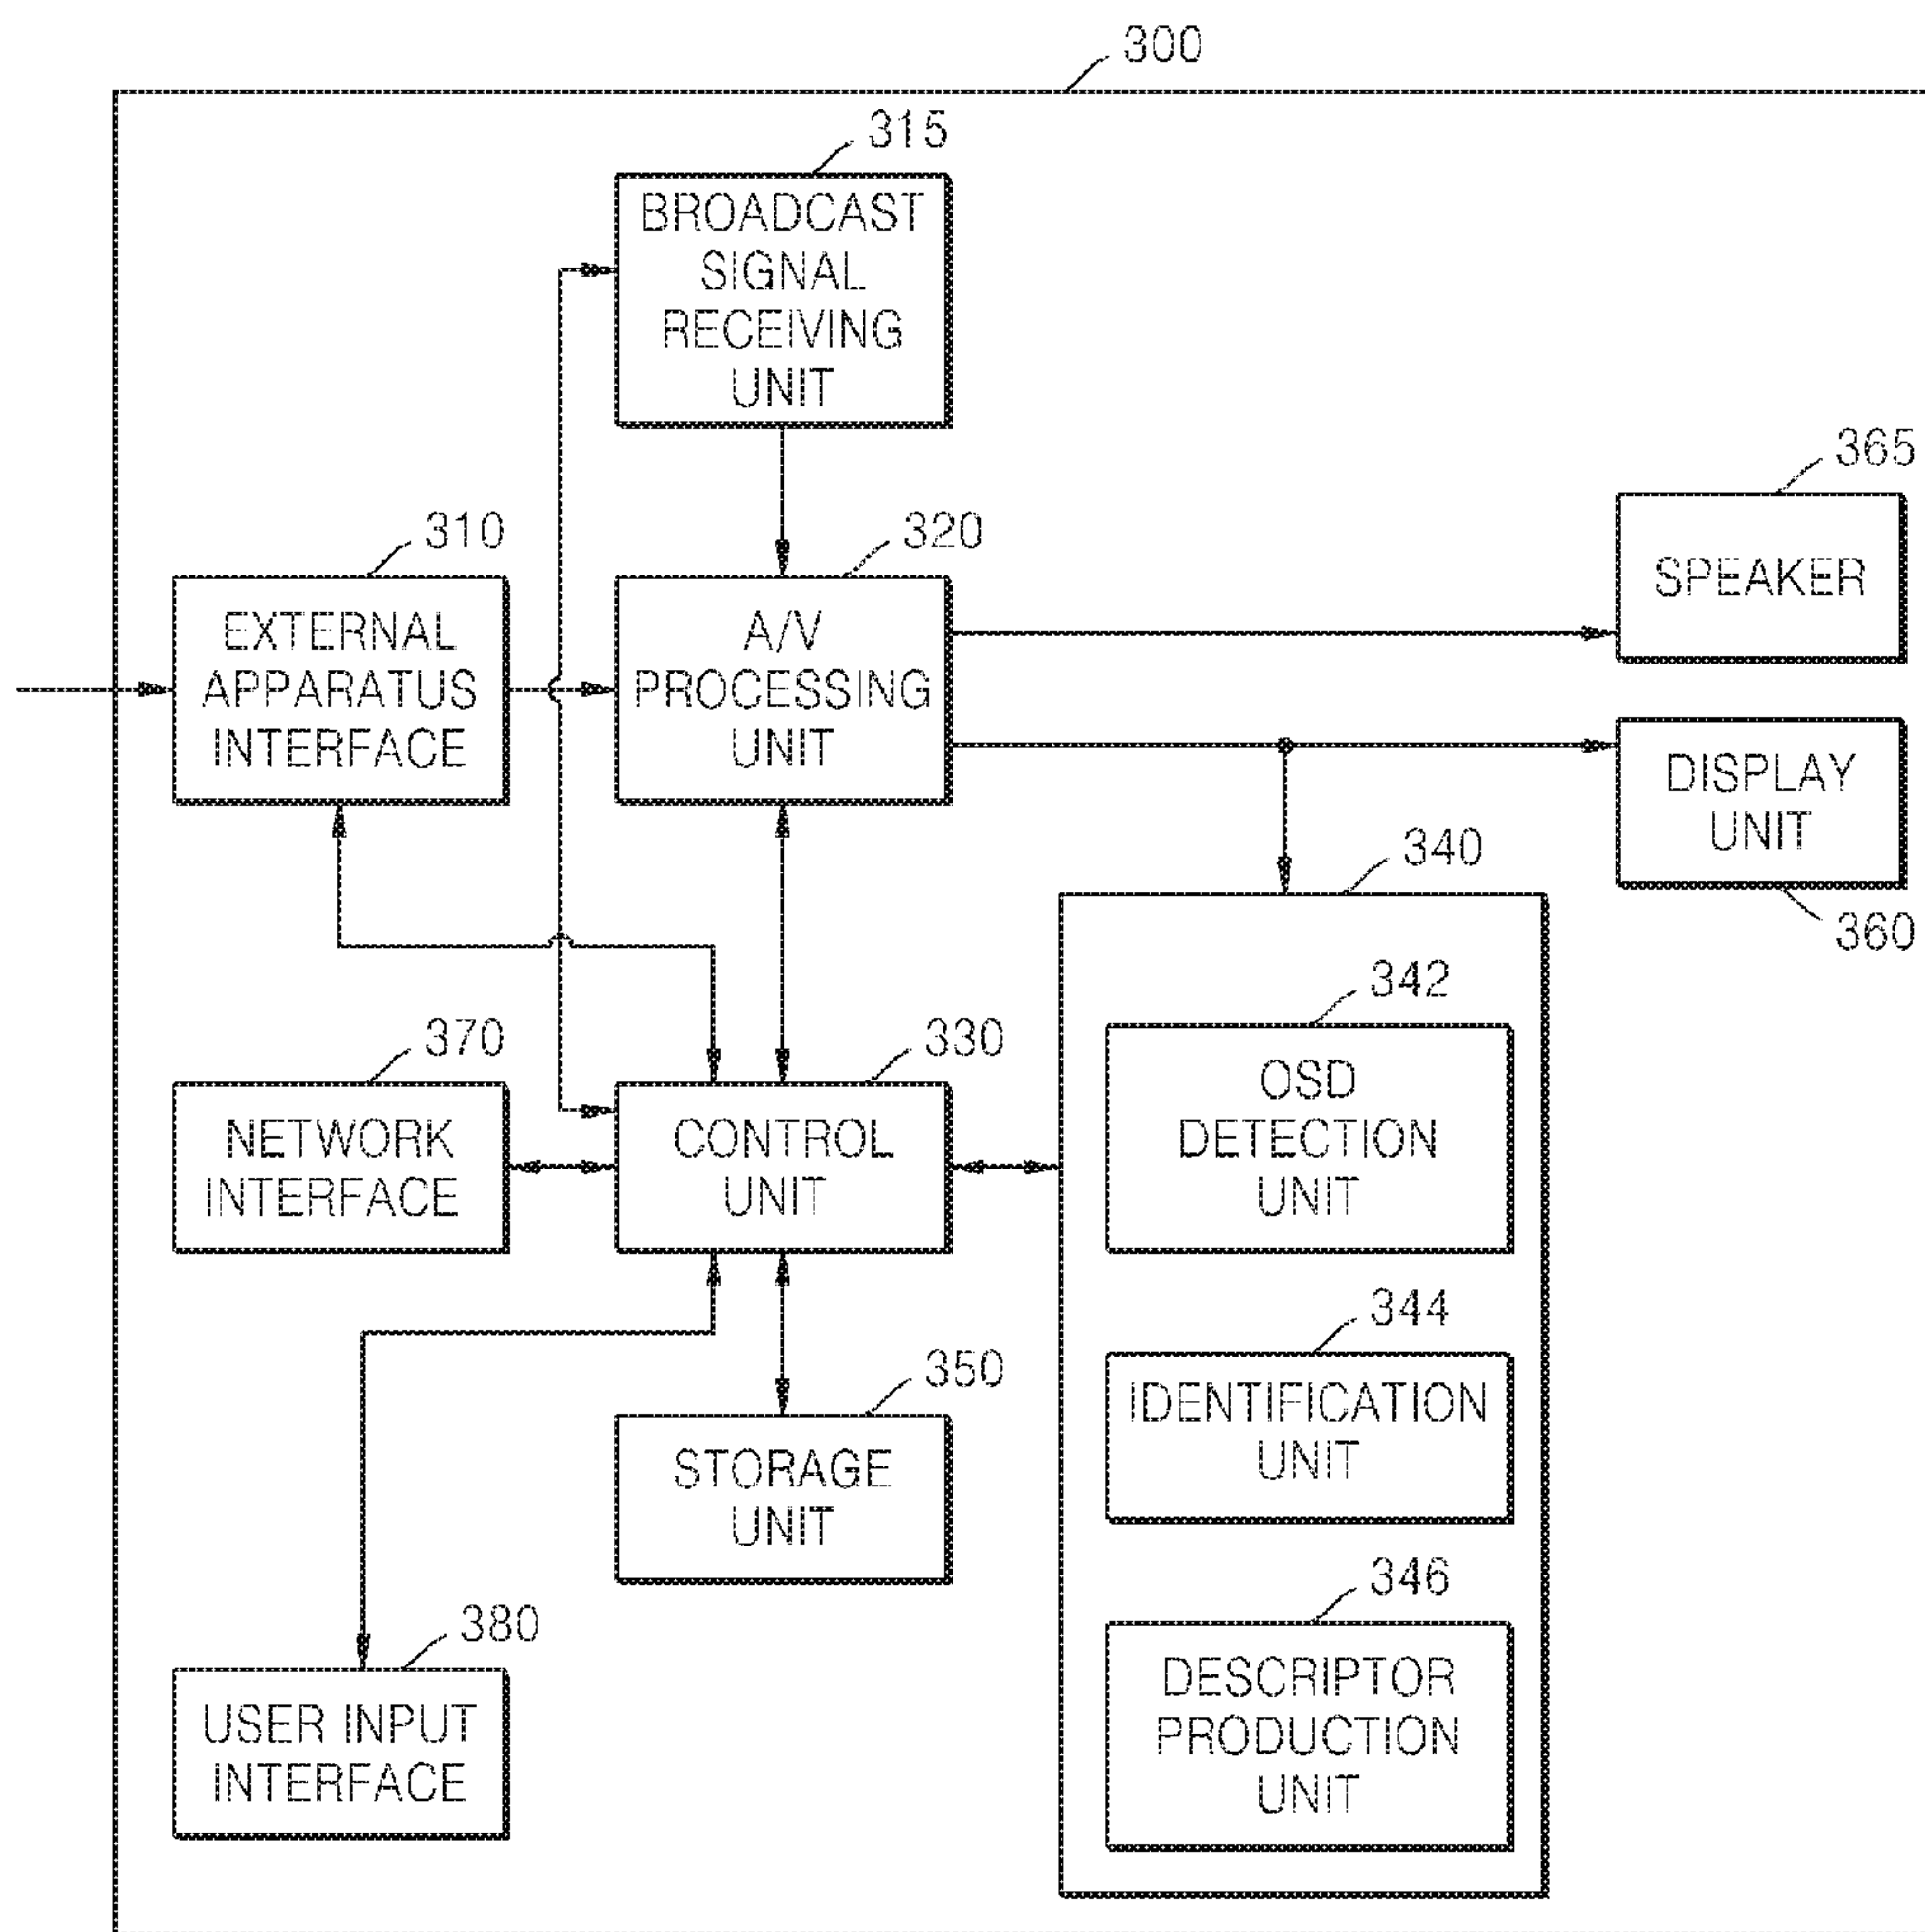 300
315
BROADCAST
SIGNAL
RECEIVING
UNIT
365
SPEAKER
310
EXTERNAL
APPARATUS
INTERFACE
320
A/V
PROCESSING
UNIT
DISPLAY
UNIT
360
340
342
OSD
DETECTION
UNIT
370
NETWORK
INTERFACE
330
CONTROL
UNIT
344
IDENTIFICATION
UNIT
350
STORAGE
UNIT
346
DESCRIPTOR
PRODUCTION
UNIT
380
USER INPUT
INTERFACE